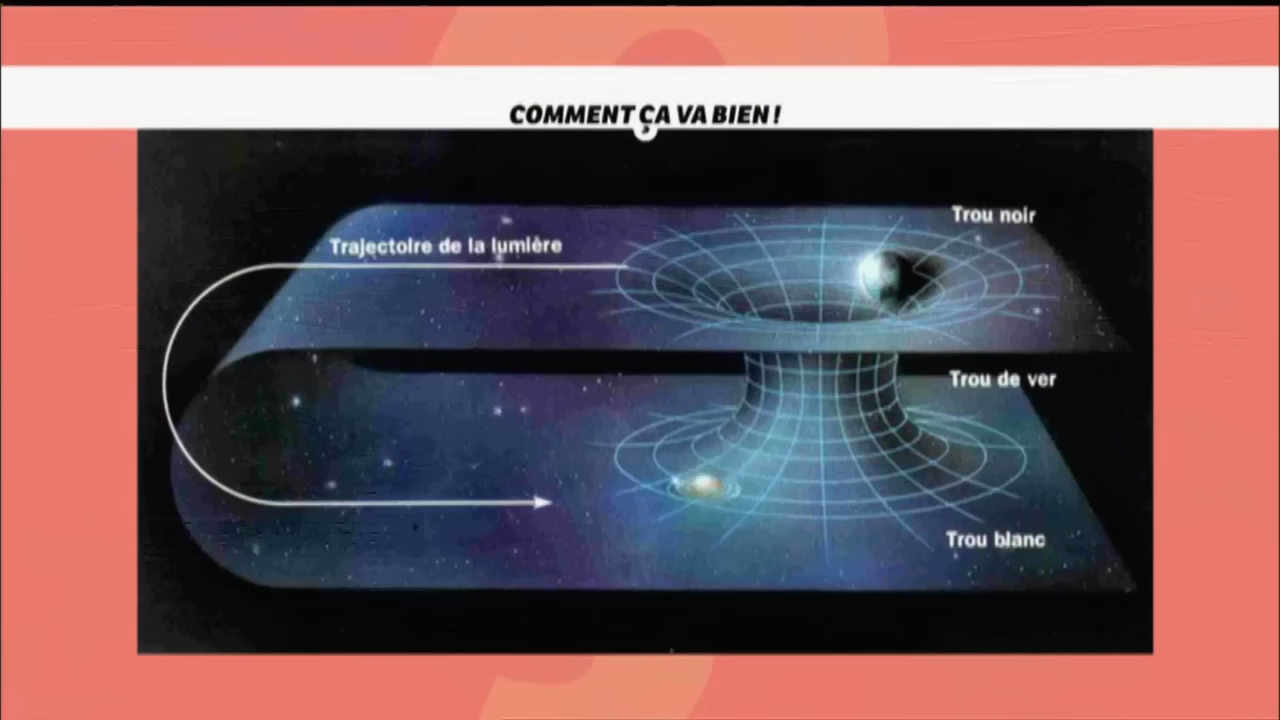 COMMENT ÇA VA BIEN !
Trou noir
Trajectoire de la lumière
Trou de ver
Trou blanc